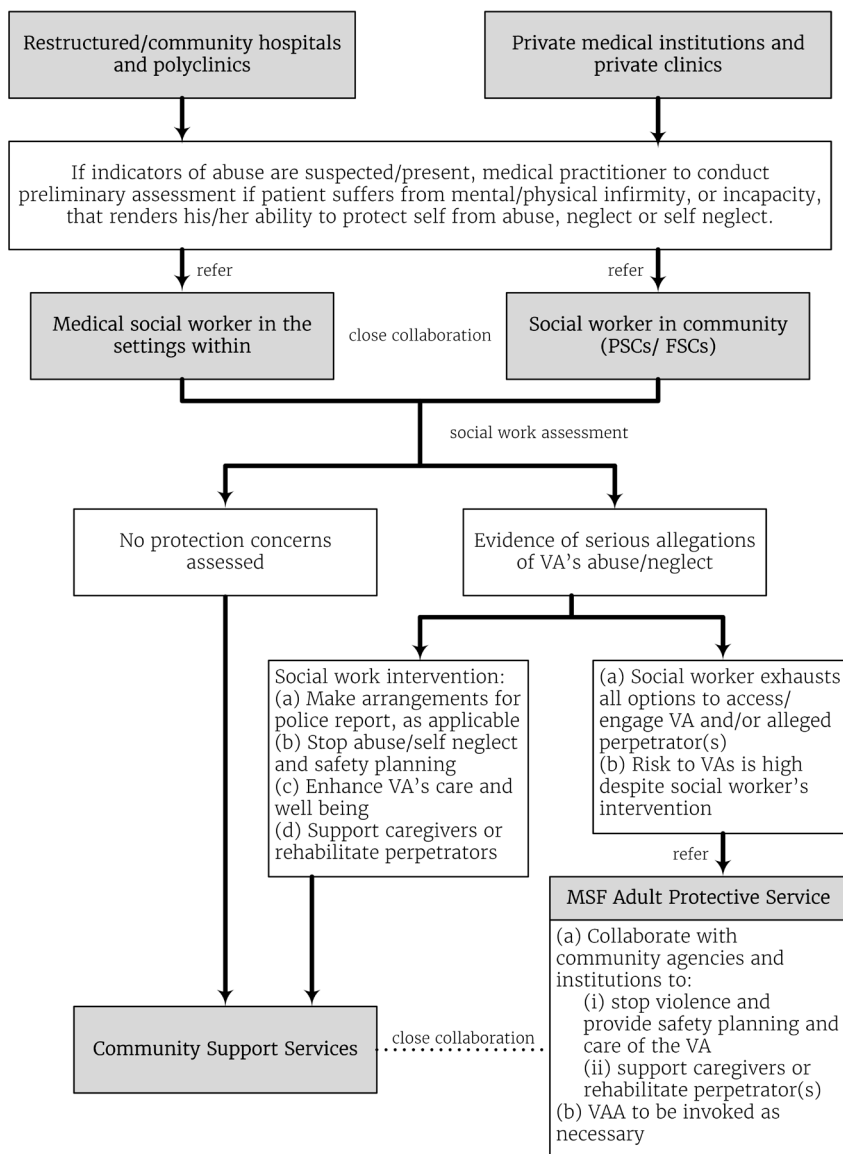 Restructured/community hospitals
and polyclinics
Private medical institutions and
private clinics
If indicators of abuse are suspected/present, medical practitioner to conduct
preliminary assessment if patient suffers from mental/physical infirmity, or incapacity,
that renders his/her ability to protect self from abuse, neglect or self neglect.
refer
refer
Medical social worker in the
settings within
close collaboration
Social worker in community
(PSCs/ FSCs)
social work assessment
No protection concerns
assessed
Evidence of serious allegations
of VA’s abuse/neglect
Social work intervention:
(a) Make arrangements for
police report, as applicable
(b) Stop abuse/self neglect
and safety planning
(c) Enhance VA’s care and
well being
(d) Support caregivers or
rehabilitate perpetrators
(a) Social worker exhausts
all options to access/
engage VA and/or alleged
perpetrator(s)
(b) Risk to VAs is high
despite social worker’s
intervention
refer
MSF Adult Protective Service
(a) Collaborate with
community agencies and
institutions to:
(i) stop violence and
provide safety planning and
care of the VA
(ii) support caregivers or
rehabilitate perpetrator(s)
(b) VAA to be invoked as
necessary
Community Support Services
close collaboration